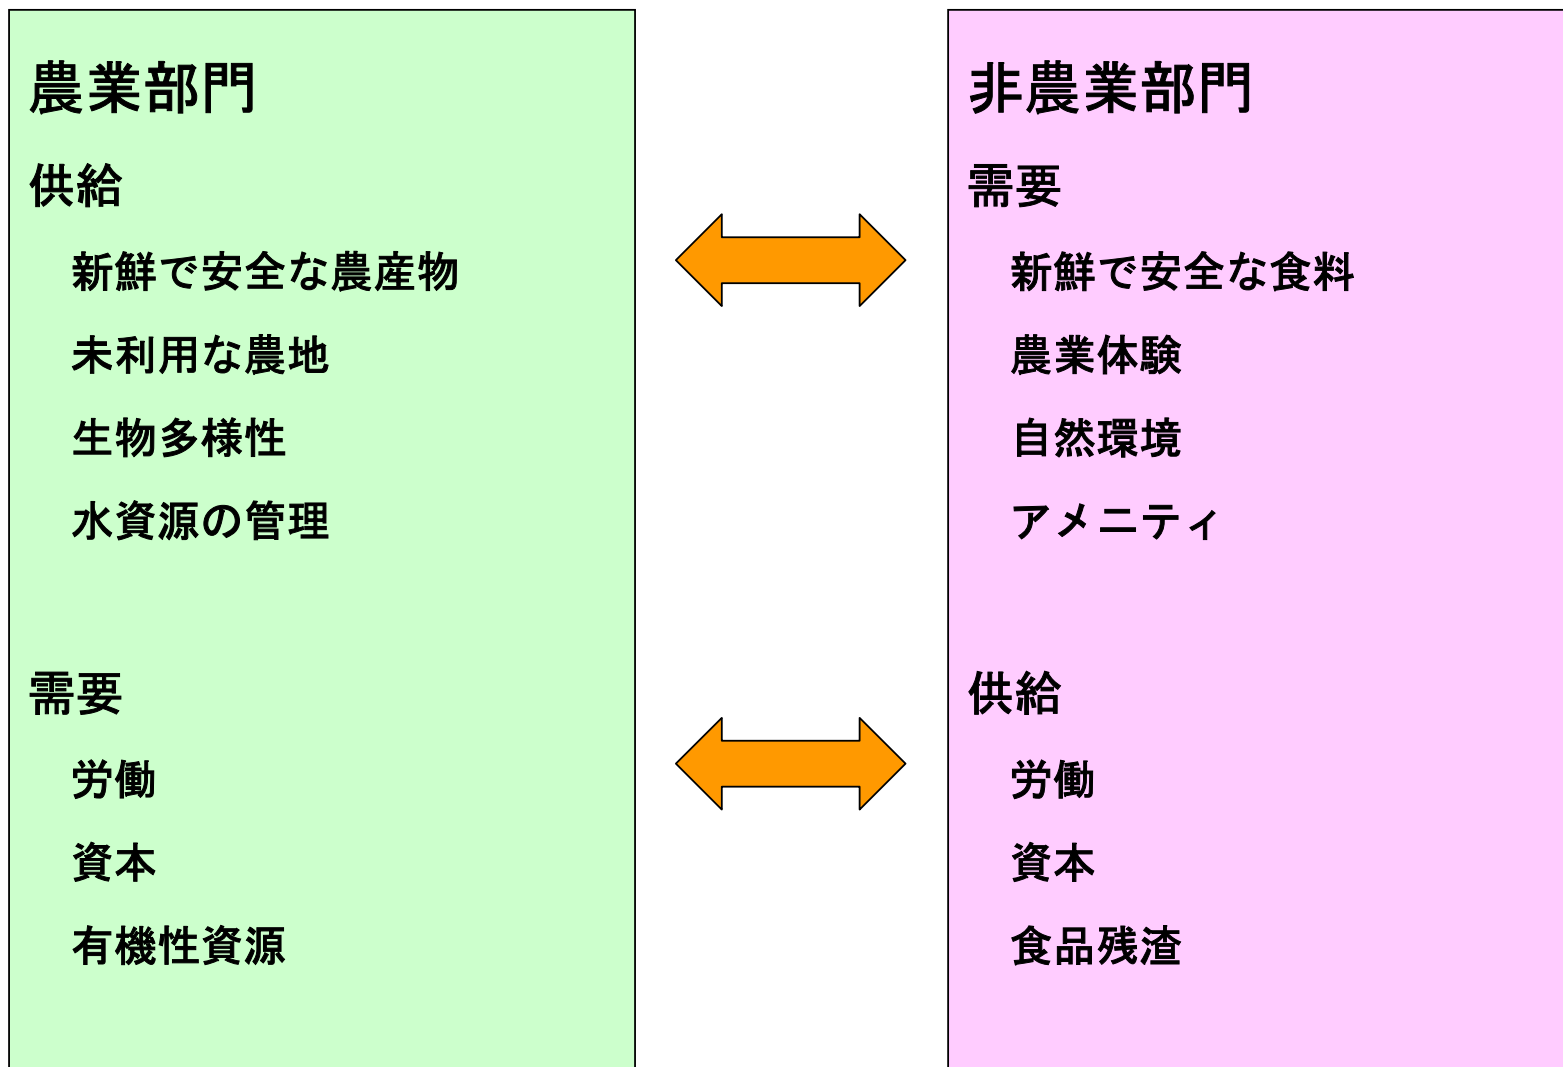 農業部門
供給
新鮮で安全な農産物
未利用な農地
生物多様性
水資源の管理
需要
労働
資本
有機性資源
非農業部門
需要
新鮮で安全な食料
農業体験
自然環境
アメニティ
供給
労働
資本
食品残渣